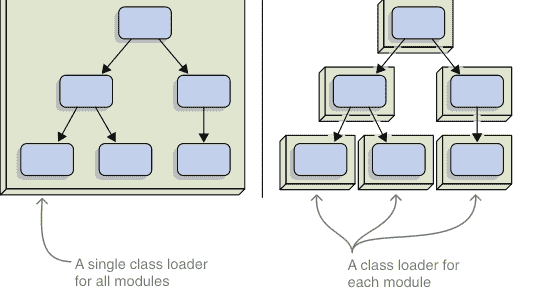 A single class loader
for all modules
A class loader for
each module